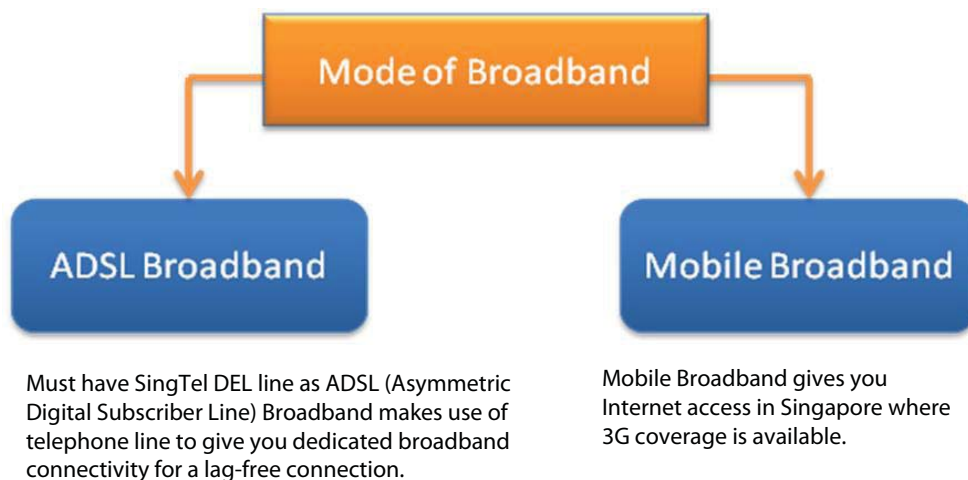 Mode of Broadband
ADSL Broadband
Mobile Broadband
Must have SingTel DEL line as ADSL (Asymmetric
Digital Subscriber Line) Broadband makes use of
telephone line to give you dedicated broadband
connectivity for a lag-free connection.
Mobile Broadband gives you
Internet access in Singapore where
3G coverage is available.